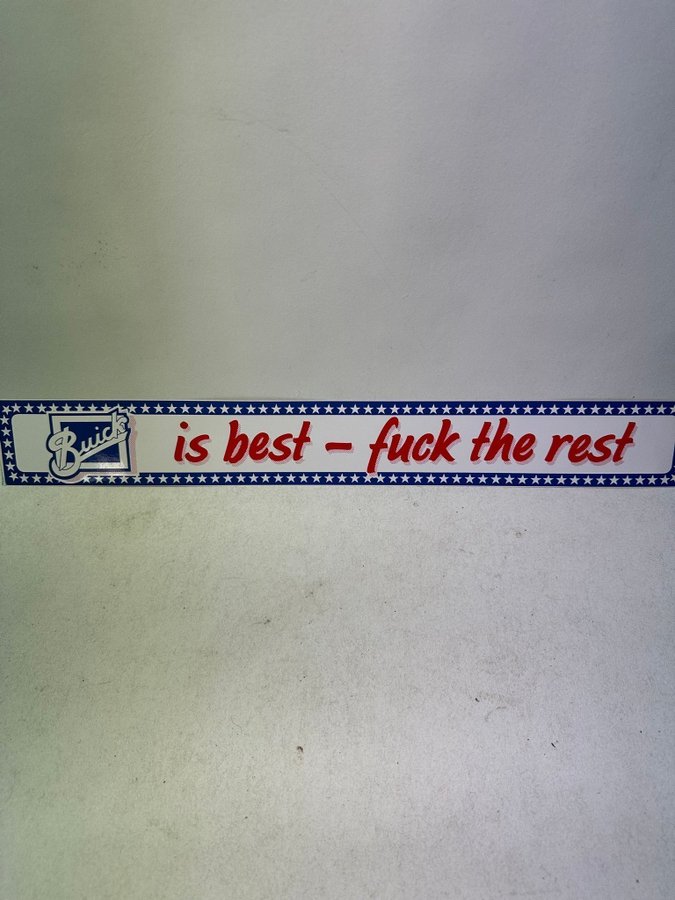 Buick is best – fuck the rest